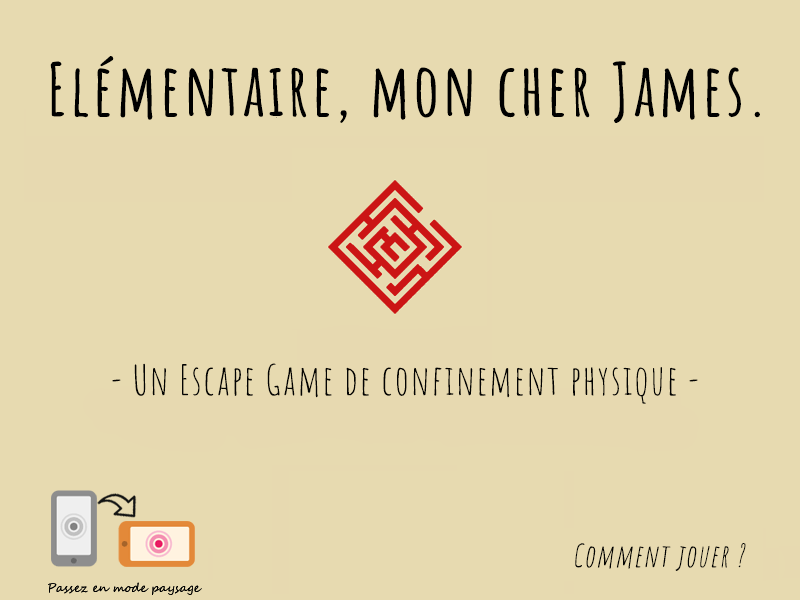 Elémentaire, mon cher James.
- Un Escape Game de confinement physique -
Passez en mode paysage
Comment jouer ?